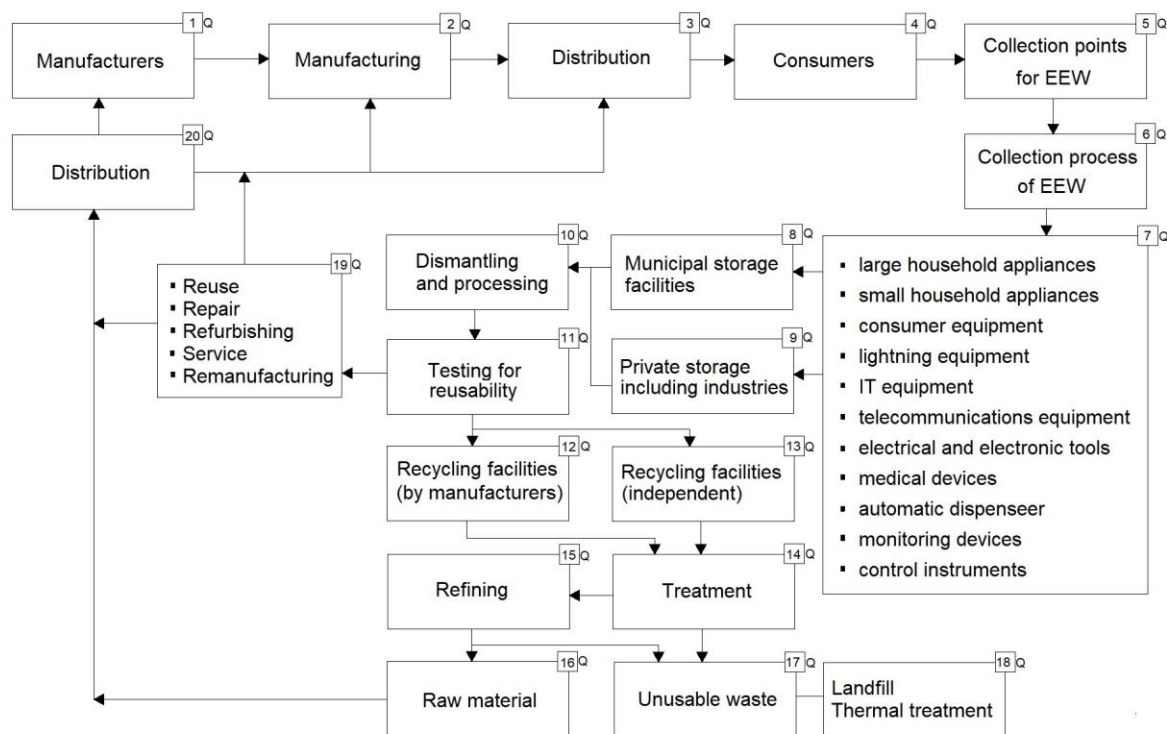 1 Q
Manufacturers
2 Q
Manufacturing
3 Q
Distribution
4 Q
Consumers
5 Q
Collection points
for EEW
20 Q
Distribution
6 Q
Collection process
of EEW
19 Q
▪ Reuse
▪ Repair
▪ Refurbishing
▪ Service
▪ Remanufacturing
10 Q
Dismantling
and processing
8 Q
Municipal storage
facilities
7 Q
▪ large household appliances
▪ small household appliances
▪ consumer equipment
▪ lightning equipment
▪ IT equipment
▪ telecommunications equipment
▪ electrical and electronic tools
▪ medical devices
▪ automatic dispenseer
▪ monitoring devices
▪ control instruments
11 Q
Testing for
reusability
9 Q
Private storage
including industries
12 Q
Recycling facilities
(by manufacturers)
13 Q
Recycling facilities
(independent)
15 Q
Refining
14 Q
Treatment
16 Q
Raw material
17 Q
Unusable waste
18 Q
Landfill
Thermal treatment